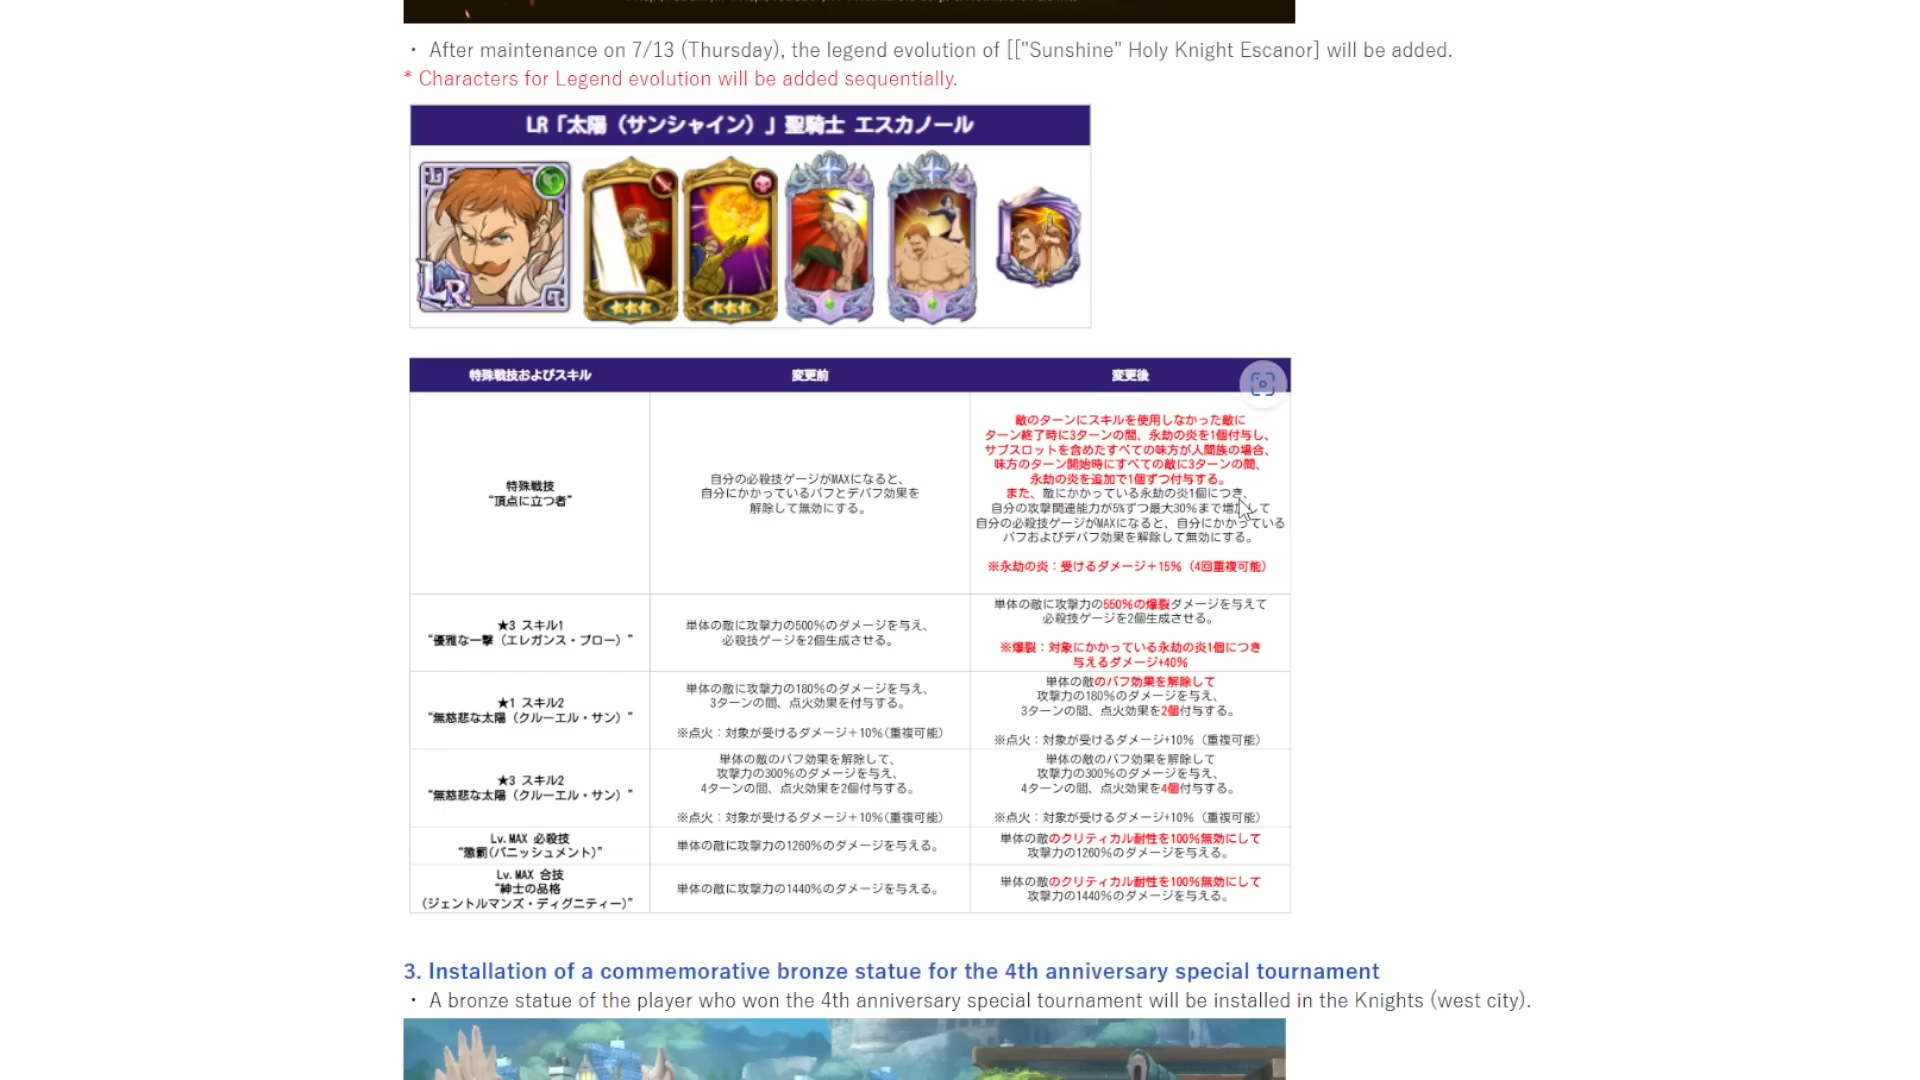 ・ After maintenance on 7/13 (Thursday), the legend evolution of [["Sunshine" Holy Knight Escanor] will be added.
* Characters for Legend evolution will be added sequentially.
LR「太陽（サンシャイン）」聖騎士 エスカノール
LR
特殊戦技およびスキル
変更前
変更後
特殊戦技
“頂点に立つ者”
自分の必殺技ゲージがMAXになると、
自分にかかっているバフとデバフ効果を
解除して無効にする。
敵のターンにスキルを使用しなかった敵に
ターン終了時に3ターンの間、永劫の炎を1個付与し、
サブスロットを含めたすべての味方が人間族の場合、
味方のターン開始時にすべての敵に3ターンの間、
永劫の炎を追加で1個ずつ付与する。
また、敵にかかっている永劫の炎1個につき、
自分の攻撃関連能力が5%ずつ最大30%まで増加して
自分の必殺技ゲージがMAXになると、自分にかかっている
バフおよびデバフ効果を解除して無効にする。
※永劫の炎：受けるダメージ＋15%（4回重複可能）
★3 スキル1
“優雅な一撃（エレガンス・ブロー）”
単体の敵に攻撃力の500%のダメージを与え、
必殺技ゲージを2個生成させる。
単体の敵に攻撃力の550%の爆裂ダメージを与えて
必殺技ゲージを2個生成させる。
※爆裂：対象にかかっている永劫の炎1個につき
与えるダメージ+40%
★1 スキル2
“無慈悲な太陽（クルーエル・サン）”
単体の敵に攻撃力の180%のダメージを与え、
3ターンの間、点火効果を付与する。
※点火：対象が受けるダメージ＋10%(重複可能)
単体の敵のバフ効果を解除して
攻撃力の180%のダメージを与え、
3ターンの間、点火効果を2個付与する。
※点火：対象が受けるダメージ+10%（重複可能）
★3 スキル2
“無慈悲な太陽（クルーエル・サン）”
単体の敵のバフ効果を解除して、
攻撃力の300%のダメージを与え、
4ターンの間、点火効果を2個付与する。
※点火：対象が受けるダメージ＋10%(重複可能)
単体の敵のバフ効果を解除して
攻撃力の300%のダメージを与え、
4ターンの間、点火効果を4個付与する。
※点火：対象が受けるダメージ+10%（重複可能）
Lv.MAX 必殺技
“懲罰(バニッシュメント)”
単体の敵に攻撃力の1260%のダメージを与える。
単体の敵のクリティカル耐性を100%無効にして
攻撃力の1260%のダメージを与える。
Lv.MAX 合技
“紳士の品格
（ジェントルマンズ・ディグニティー）”
単体の敵に攻撃力の1440%のダメージを与える。
単体の敵のクリティカル耐性を100%無効にして
攻撃力の1440%のダメージを与える。
3. Installation of a commemorative bronze statue for the 4th anniversary special tournament
・ A bronze statue of the player who won the 4th anniversary special tournament will be installed in the Knights (west city).